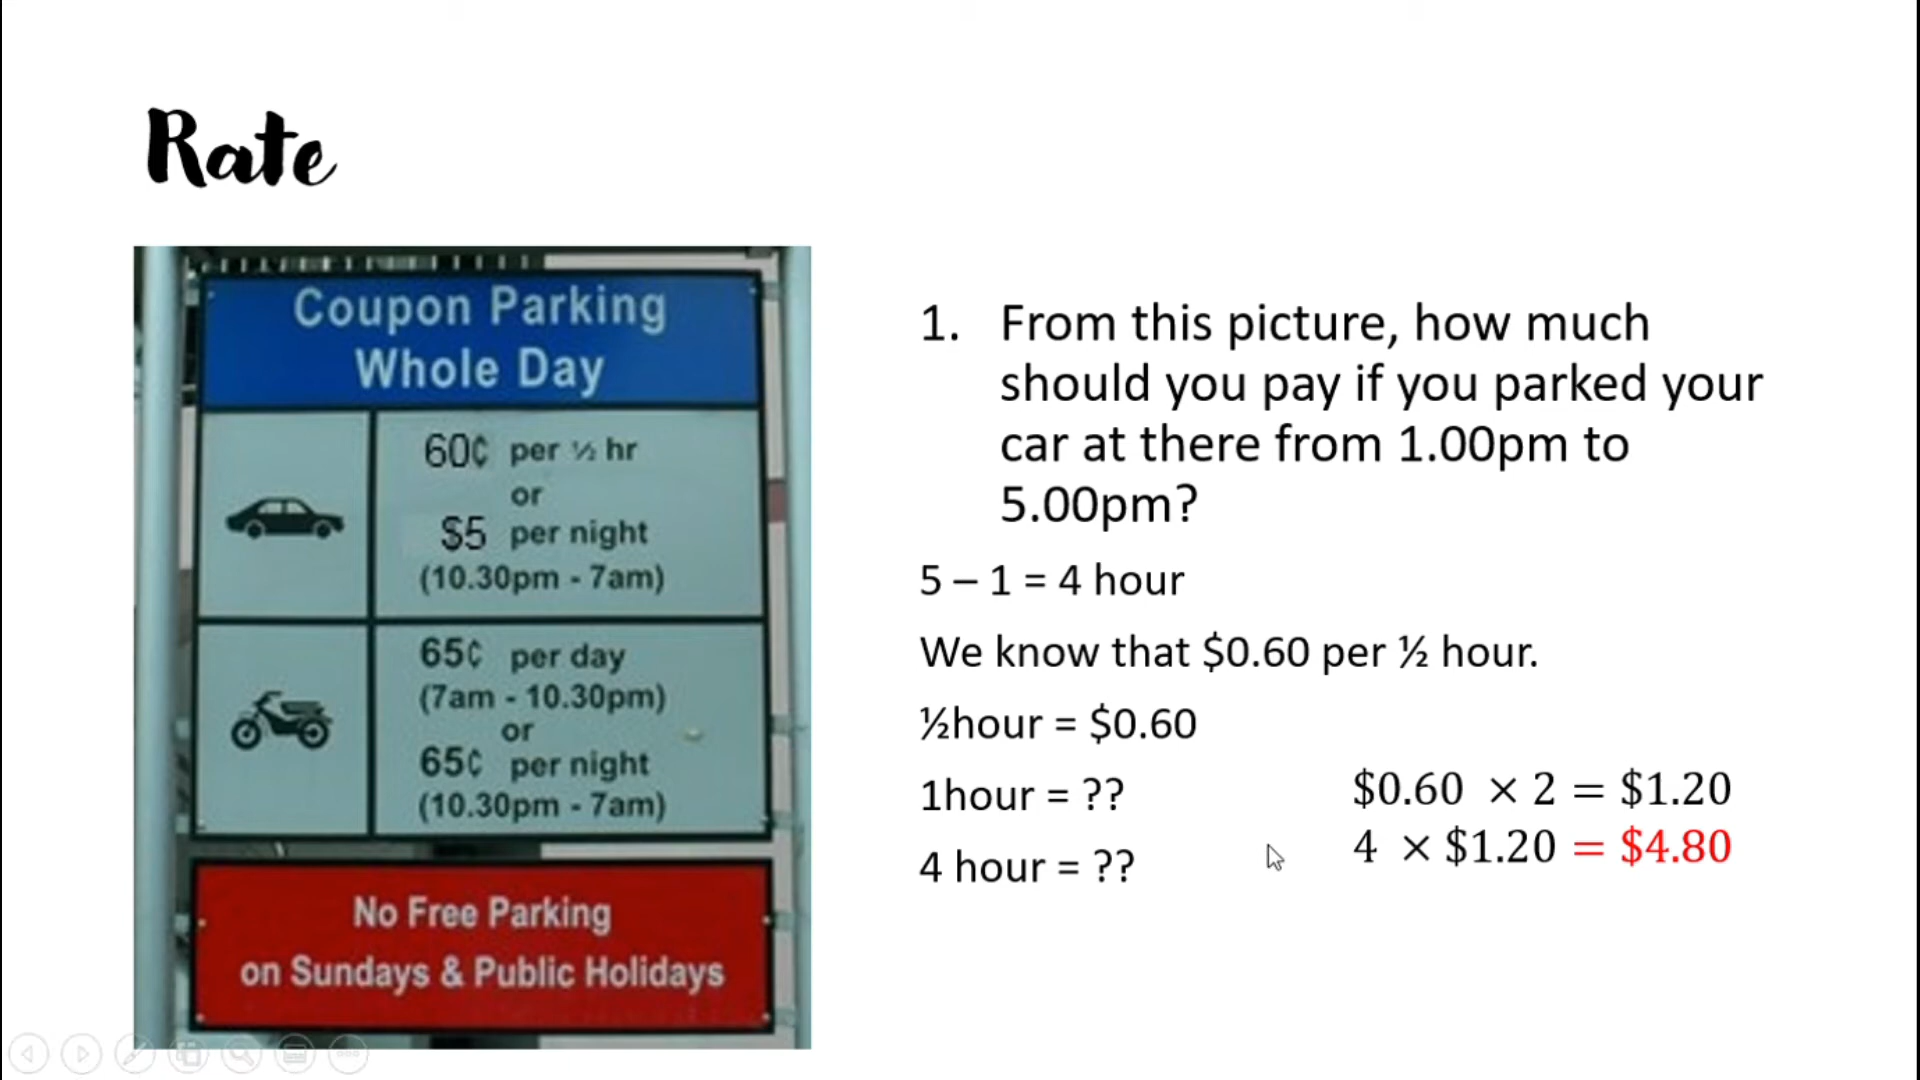 Rate
Coupon Parking
Whole Day
60¢ per ½ hr
or
$5 per night
(10.30pm - 7am)
65¢ per day
(7am - 10.30pm)
or
65¢ per night
(10.30pm - 7am)
No Free Parking
on Sundays & Public Holidays
1. From this picture, how much
should you pay if you parked your
car at there from 1.00pm to
5.00pm?
5 – 1 = 4 hour
We know that $0.60 per ½ hour.
½hour = $0.60
1hour = ??
$0.60 × 2 = $1.20
4 hour = ??
4 × $1.20 = $4.80